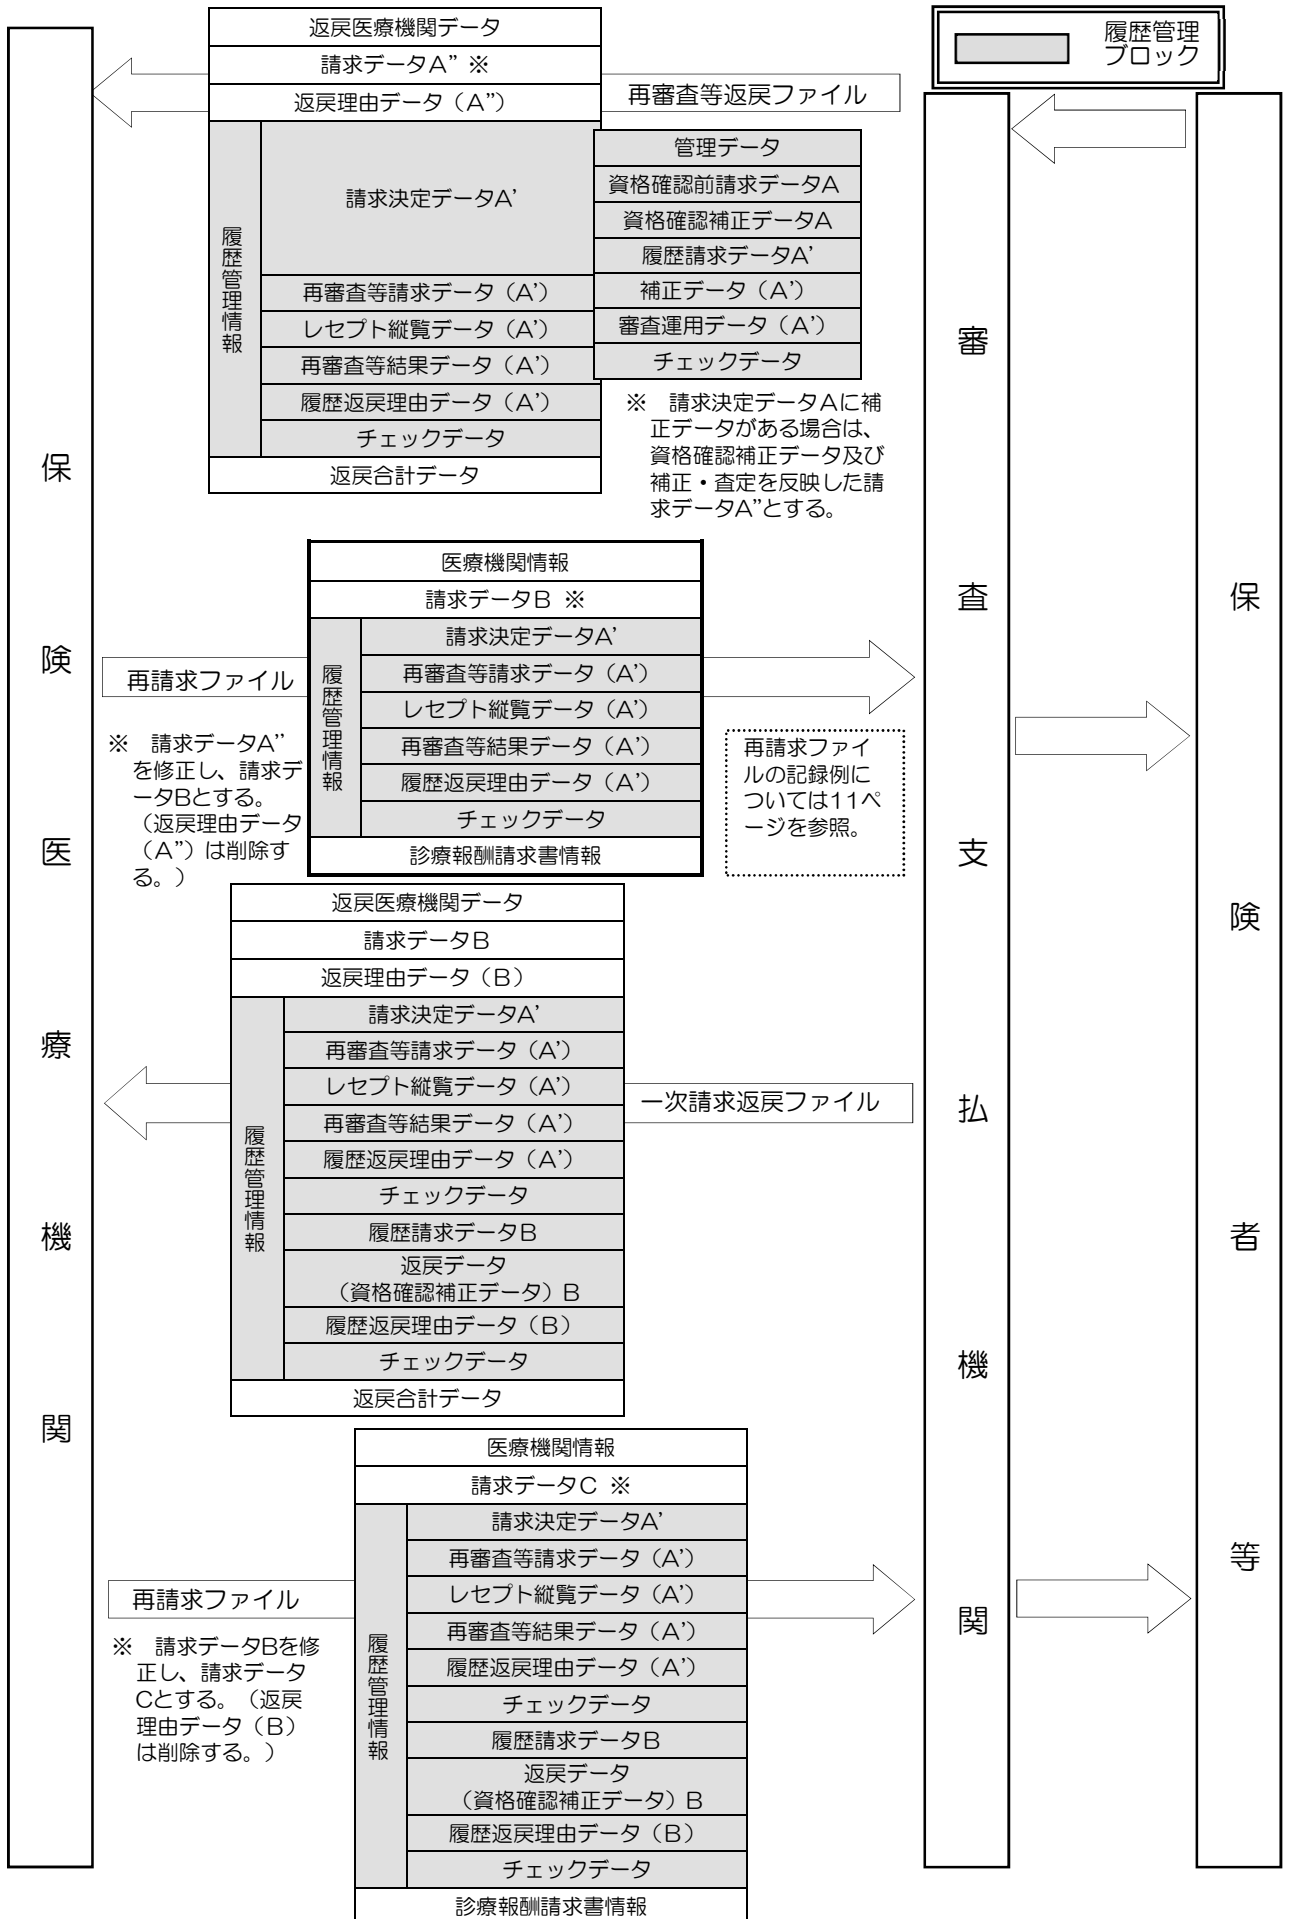 履歴管理
ブロック
保険医療機関
審査支払機関
保険者等
返戻医療機関データ
請求データA” ※
返戻理由データ（A”）
再審査等返戻ファイル
履歴管理情報
請求決定データA’
管理データ
資格確認前請求データA
資格確認補正データA
履歴請求データA’
補正データ（A’）
審査運用データ（A’）
チェックデータ
再審査等請求データ（A’）
レセプト縦覧データ（A’）
再審査等結果データ（A’）
履歴返戻理由データ（A’）
チェックデータ
返戻合計データ
※　請求決定データAに補
正データがある場合は、
資格確認補正データ及び
補正・査定を反映した請
求データA”とする。
医療機関情報
請求データB ※
履歴管理情報
請求決定データA’
再審査等請求データ（A’）
レセプト縦覧データ（A’）
再審査等結果データ（A’）
履歴返戻理由データ（A’）
チェックデータ
診療報酬請求書情報
再請求ファイル
※　請求データA’’
を修正し、請求デ
ータBとする。
（返戻理由データ
（A”）は削除す
る。）
再請求ファイ
ルの記録例に
ついては11ペ
ージを参照。
返戻医療機関データ
請求データB
返戻理由データ（B）
履歴管理情報
請求決定データA’
再審査等請求データ（A’）
レセプト縦覧データ（A’）
再審査等結果データ（A’）
履歴返戻理由データ（A’）
チェックデータ
履歴請求データB
返戻データ
（資格確認補正データ）B
履歴返戻理由データ（B）
チェックデータ
返戻合計データ
一次請求返戻ファイル
医療機関情報
請求データC ※
履歴管理情報
請求決定データA’
再審査等請求データ（A’）
レセプト縦覧データ（A’）
再審査等結果データ（A’）
履歴返戻理由データ（A’）
チェックデータ
履歴請求データB
返戻データ
（資格確認補正データ）B
履歴返戻理由データ（B）
チェックデータ
診療報酬請求書情報
再請求ファイル
※　請求データBを修
正し、請求データ
Cとする。（返戻
理由データ（B）
は削除する。）